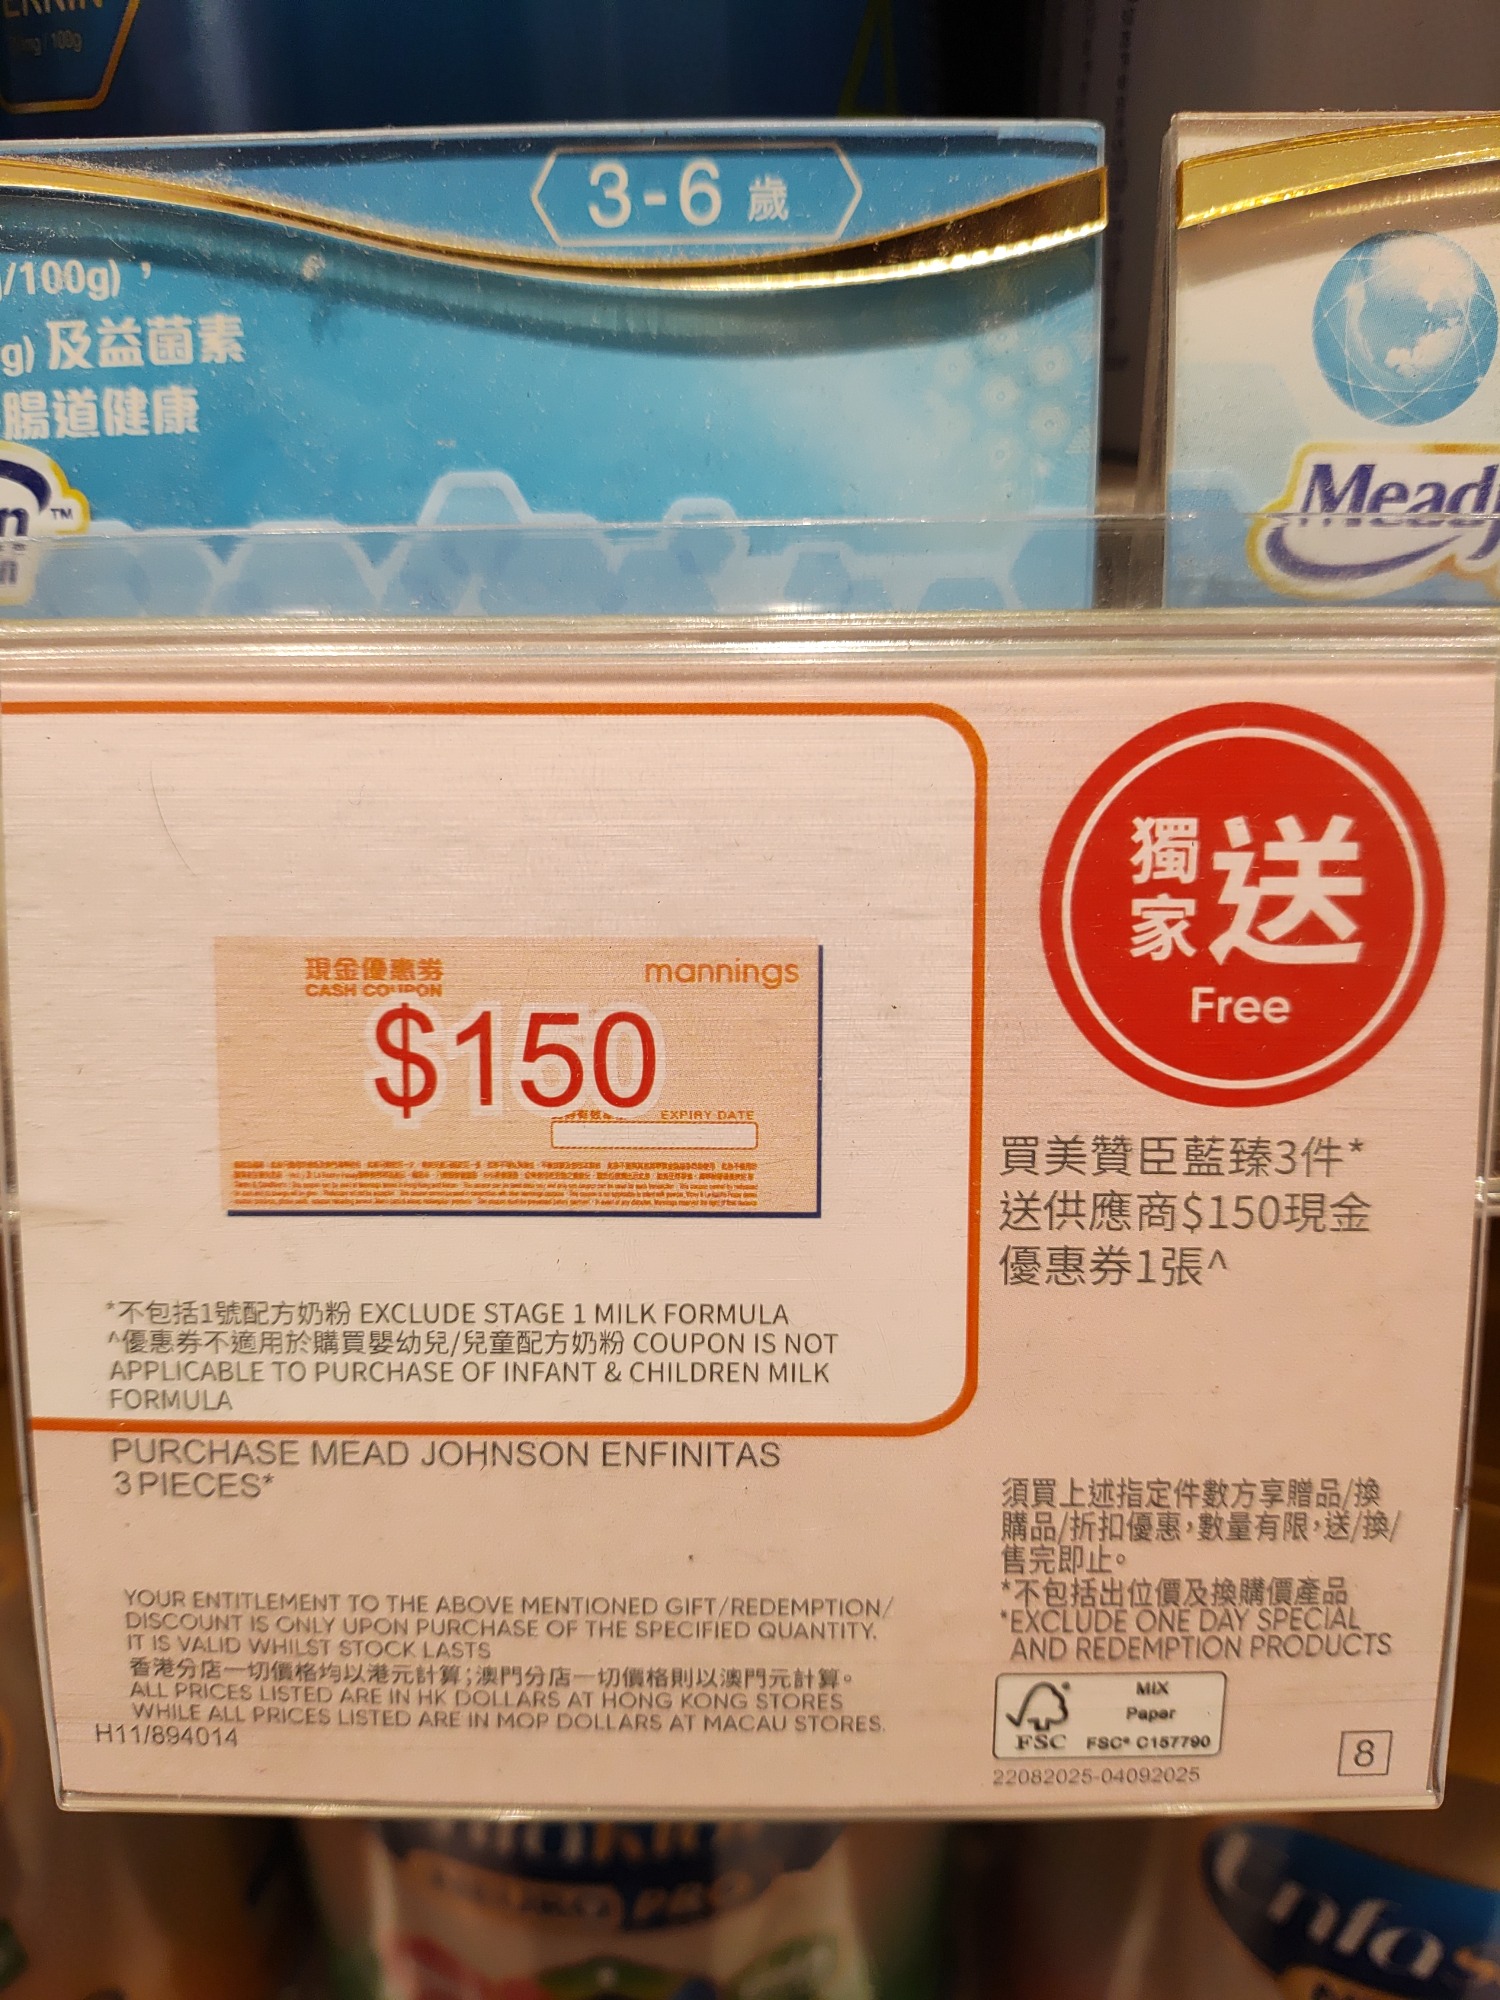 mg/100g
3-6 歲
/100g)，
g) 及益菌素
腸道健康
TM
Mead
獨家送
Free
現金優惠券
mannings
CASH COUPON
$150
EXPIRY DATE
買美贊臣藍臻3件*
送供應商$150現金
優惠券1張^
*不包括1號配方奶粉 EXCLUDE STAGE 1 MILK FORMULA
^優惠券不適用於購買嬰幼兒/兒童配方奶粉 COUPON IS NOT
APPLICABLE TO PURCHASE OF INFANT & CHILDREN MILK
FORMULA
PURCHASE MEAD JOHNSON ENFINITAS
3 PIECES*
須買上述指定件數方享贈品/換
購品/折扣優惠，數量有限，送/換/
售完即止。
*不包括出位價及換購價產品
*EXCLUDE ONE DAY SPECIAL
AND REDEMPTION PRODUCTS
YOUR ENTITLEMENT TO THE ABOVE MENTIONED GIFT/REDEMPTION/
DISCOUNT IS ONLY UPON PURCHASE OF THE SPECIFIED QUANTITY.
IT IS VALID WHILST STOCK LASTS
香港分店一切價格均以港元計算；澳門分店一切價格則以澳門元計算。
ALL PRICES LISTED ARE IN HK DOLLARS AT HONG KONG STORES
WHILE ALL PRICES LISTED ARE IN MOP DOLLARS AT MACAU STORES.
H11/894014
MIX
Paper
FSC FSC® C157790
22082025-04092025
8
Enfa